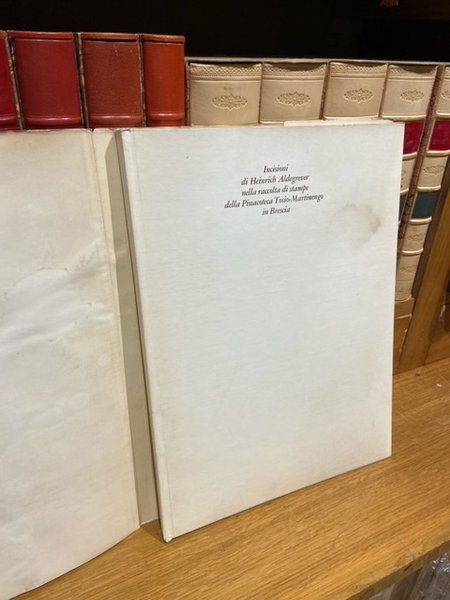 Incisioni
di Heinrich Aldegrever
nella raccolta di stampe
della Pinacoteca Tosio-Martinengo
in Brescia